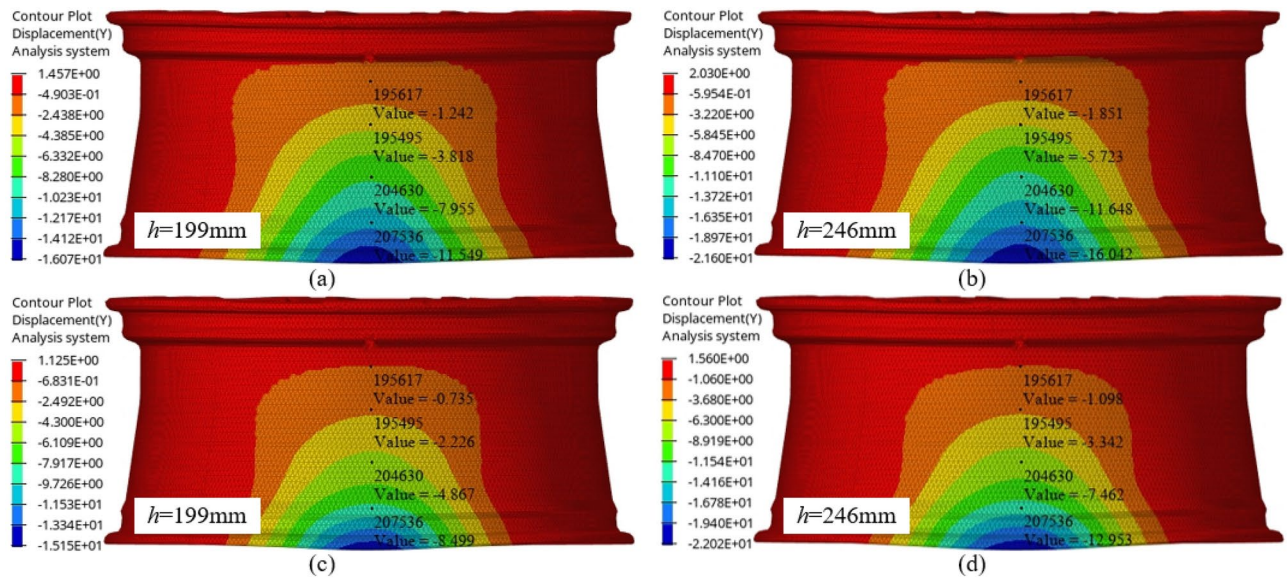 Contour Plot
Displacement(Y)
Analysis system
1.457E+00
-4.903E-01
-2.438E+00
-4.385E+00
-6.332E+00
-8.280E+00
-1.023E+01
-1.217E+01
-1.412E+01
-1.607E+01
195617
Value = -1.242
195495
Value = -3.818
204630
Value = -7.955
207536
Value = -11.549
h=199mm
(a)
Contour Plot
Displacement(Y)
Analysis system
2.030E+00
-5.954E-01
-3.220E+00
-5.845E+00
-8.470E+00
-1.110E+01
-1.372E+01
-1.635E+01
-1.897E+01
-2.160E+01
195617
Value = -1.851
195495
Value = -5.723
204630
Value = -11.648
207536
Value = -16.042
h=246mm
(b)
Contour Plot
Displacement(Y)
Analysis system
1.125E+00
-6.831E-01
-2.492E+00
-4.300E+00
-6.109E+00
-7.917E+00
-9.726E+00
-1.153E+01
-1.334E+01
-1.515E+01
195617
Value = -0.735
195495
Value = -2.226
204630
Value = -4.867
207536
Value = -8.499
h=199mm
(c)
Contour Plot
Displacement(Y)
Analysis system
1.560E+00
-1.060E+00
-3.680E+00
-6.300E+00
-8.919E+00
-1.154E+01
-1.416E+01
-1.678E+01
-1.940E+01
-2.202E+01
195617
Value = -1.098
195495
Value = -3.342
204630
Value = -7.462
207536
Value = -12.953
h=246mm
(d)